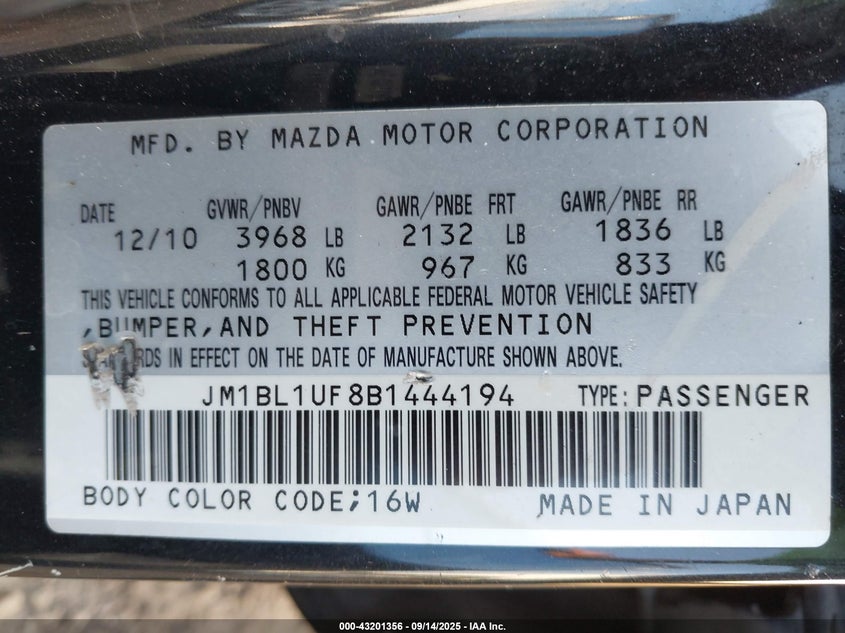 MFD. BY MAZDA MOTOR CORPORATION
DATE GVWR/PNBV GAWR/PNBE FRT GAWR/PNBE RR
12/10 3968 LB 2132 LB 1836 LB
1800 KG 967 KG 833 KG
THIS VEHICLE CONFORMS TO ALL APPLICABLE FEDERAL MOTOR VEHICLE SAFETY
,BUMPER,AND THEFT PREVENTION
IN EFFECT ON THE DATE OF MANUFACTURE SHOWN ABOVE.
JM1BL1UF8B1444194 TYPE:PASSENGER
BODY COLOR CODE;16W MADE IN JAPAN
000-43201356 - 09/14/2025 - IAA Inc.